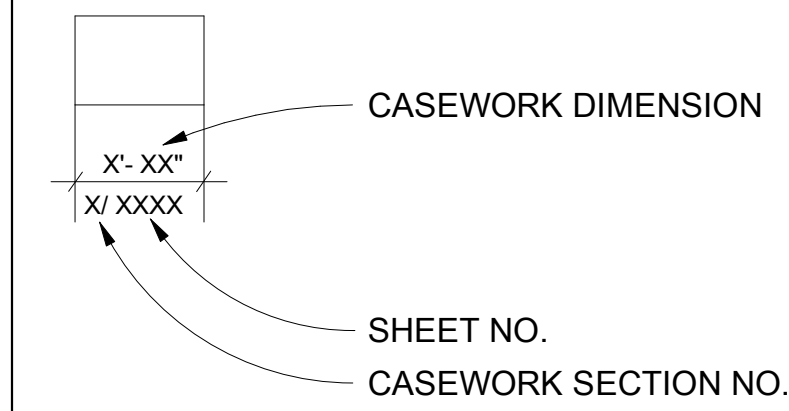 CASEWORK DIMENSION
X'- XX"
X/ XXXX
SHEET NO.
CASEWORK SECTION NO.